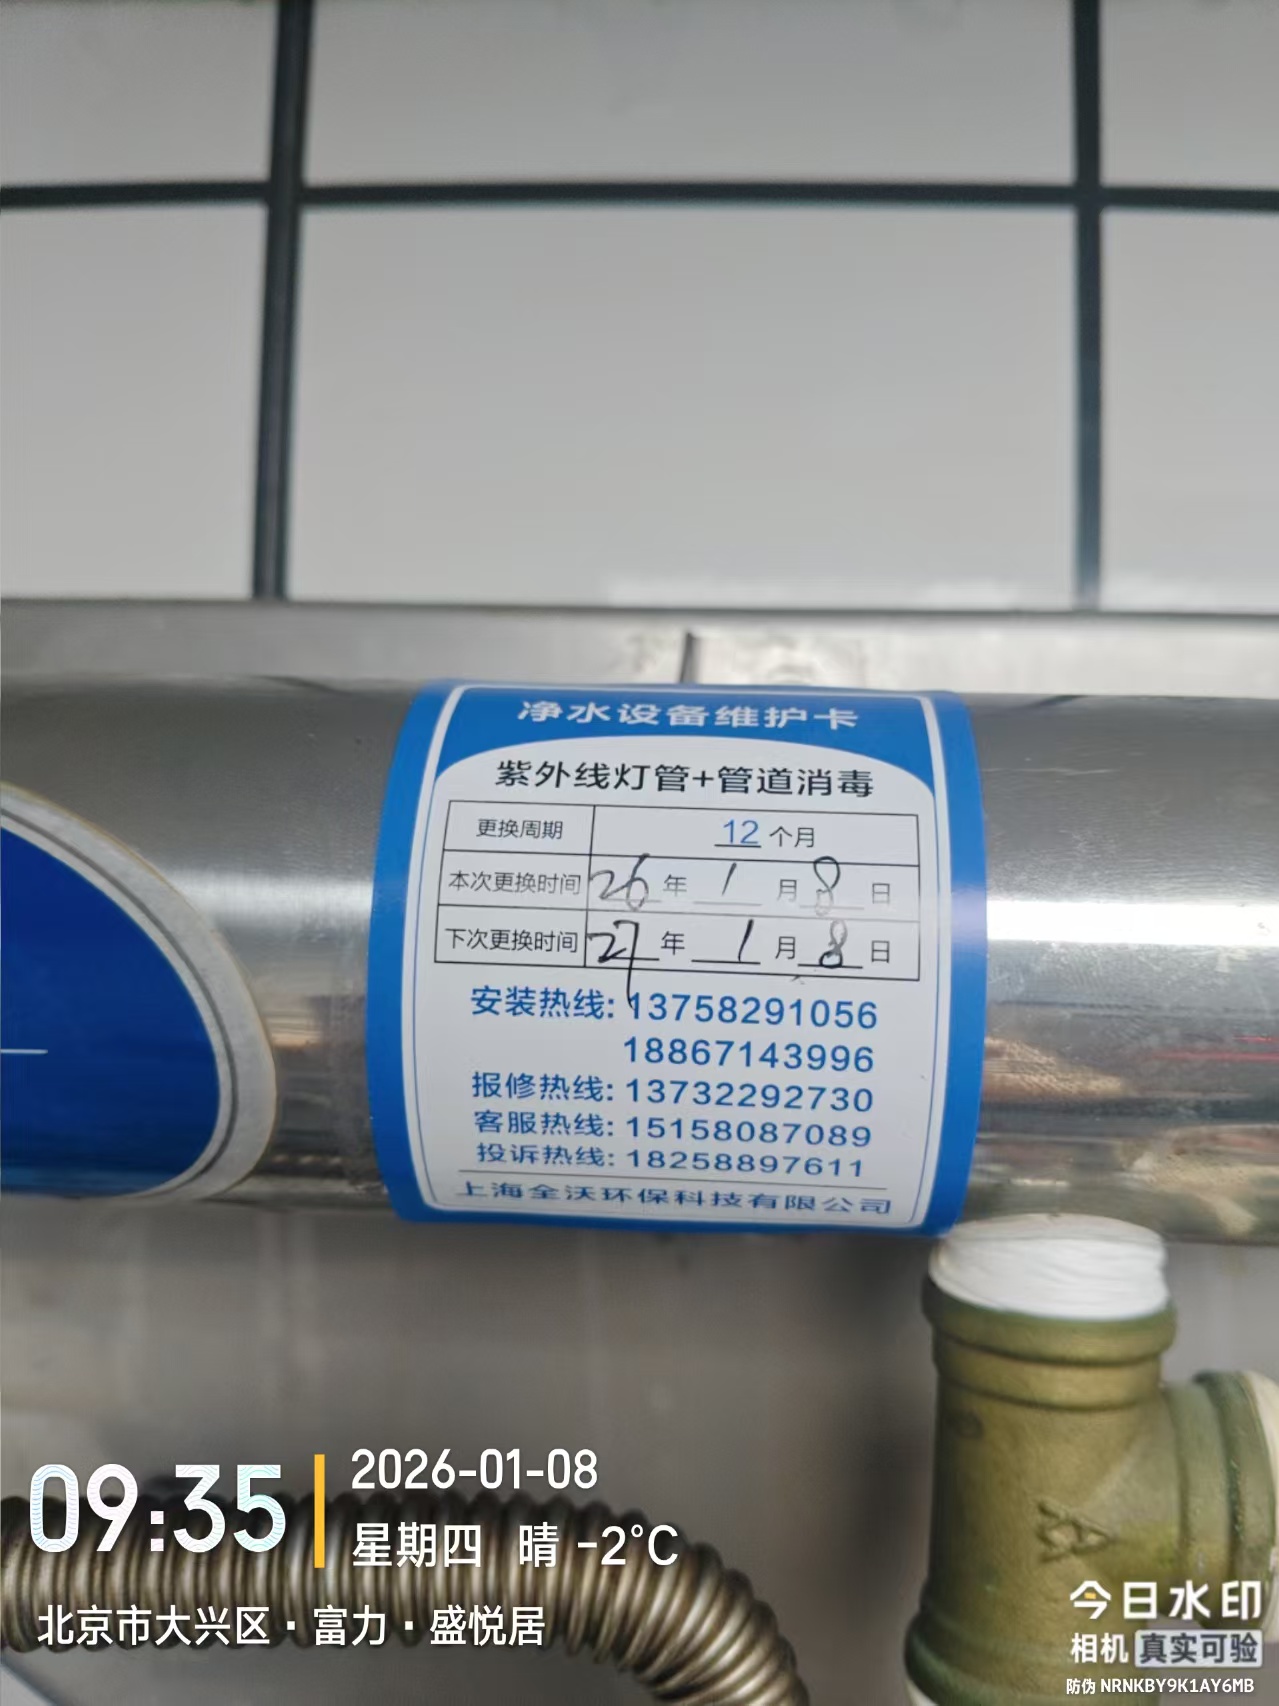 净水设备维护卡
紫外线灯管+管道消毒
更换周期 12 个月
本次更换时间 26 年 1 月 8 日
下次更换时间 27 年 1 月 8 日
安装热线: 13758291056
18867143996
报修热线: 13732292730
客服热线: 15158087089
投诉热线: 18258897611
上海全沃环保科技有限公司
09:35
2026-01-08
星期四 晴 -2°C
北京市大兴区·富力·盛悦居
今日水印
相机 真实可验
防伪 NRNKBY9K1AY6MB